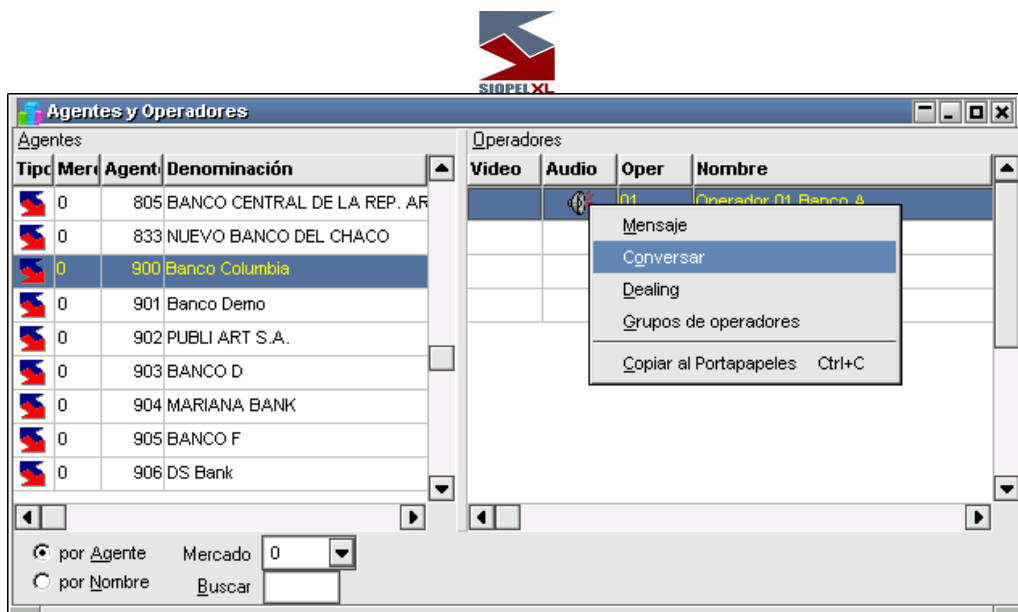 SIOPELXL
Agentes y Operadores
Agentes
Operadores
Tipo Merc Agent Denominación
Video Audio Oper Nombre
0 805 BANCO CENTRAL DE LA REP. AR
01 Operador 01 Banco A
0 833 NUEVO BANCO DEL CHACO
0 900 Banco Columbia
0 901 Banco Demo
0 902 PUBLI ART S.A.
0 903 BANCO D
0 904 MARIANA BANK
0 905 BANCO F
0 906 DS Bank
Mensaje
Conversar
Dealing
Grupos de operadores
Copiar al Portapapeles Ctrl+C
por Agente Mercado 0
por Nombre Buscar